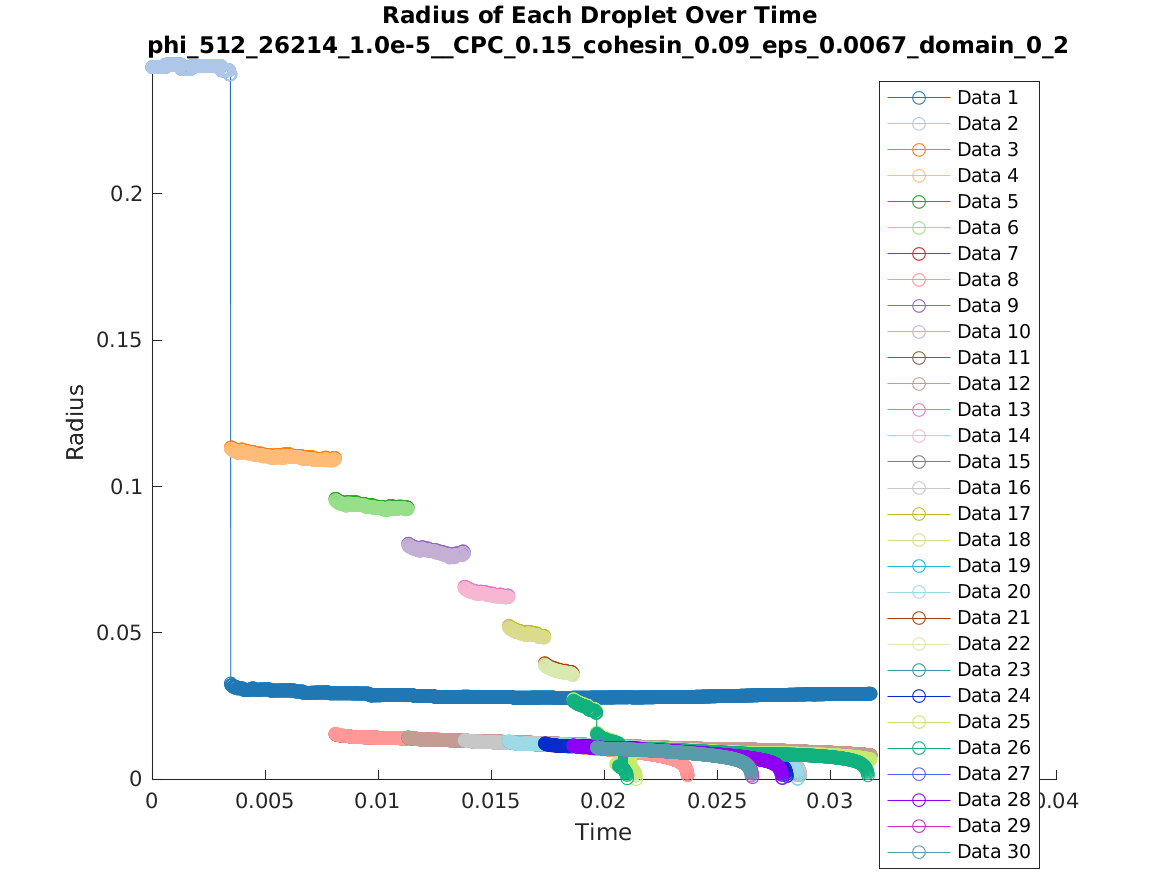 Radius of Each Droplet Over Time
phi_512_26214_1.0e-5__CPC_0.15_cohesin_0.09_eps_0.0067_domain_0_2
Data 1
Data 2
Data 3
Data 4
Data 5
Data 6
Data 7
Data 8
Data 9
Data 10
Data 11
Data 12
Data 13
Data 14
Data 15
Data 16
Data 17
Data 18
Data 19
Data 20
Data 21
Data 22
Data 23
Data 24
Data 25
Data 26
Data 27
Data 28
Data 29
Data 30
0.2
0.15
0.1
0.05
0
Radius
0 0.005 0.01 0.015 0.02 0.025 0.03 0.04
Time